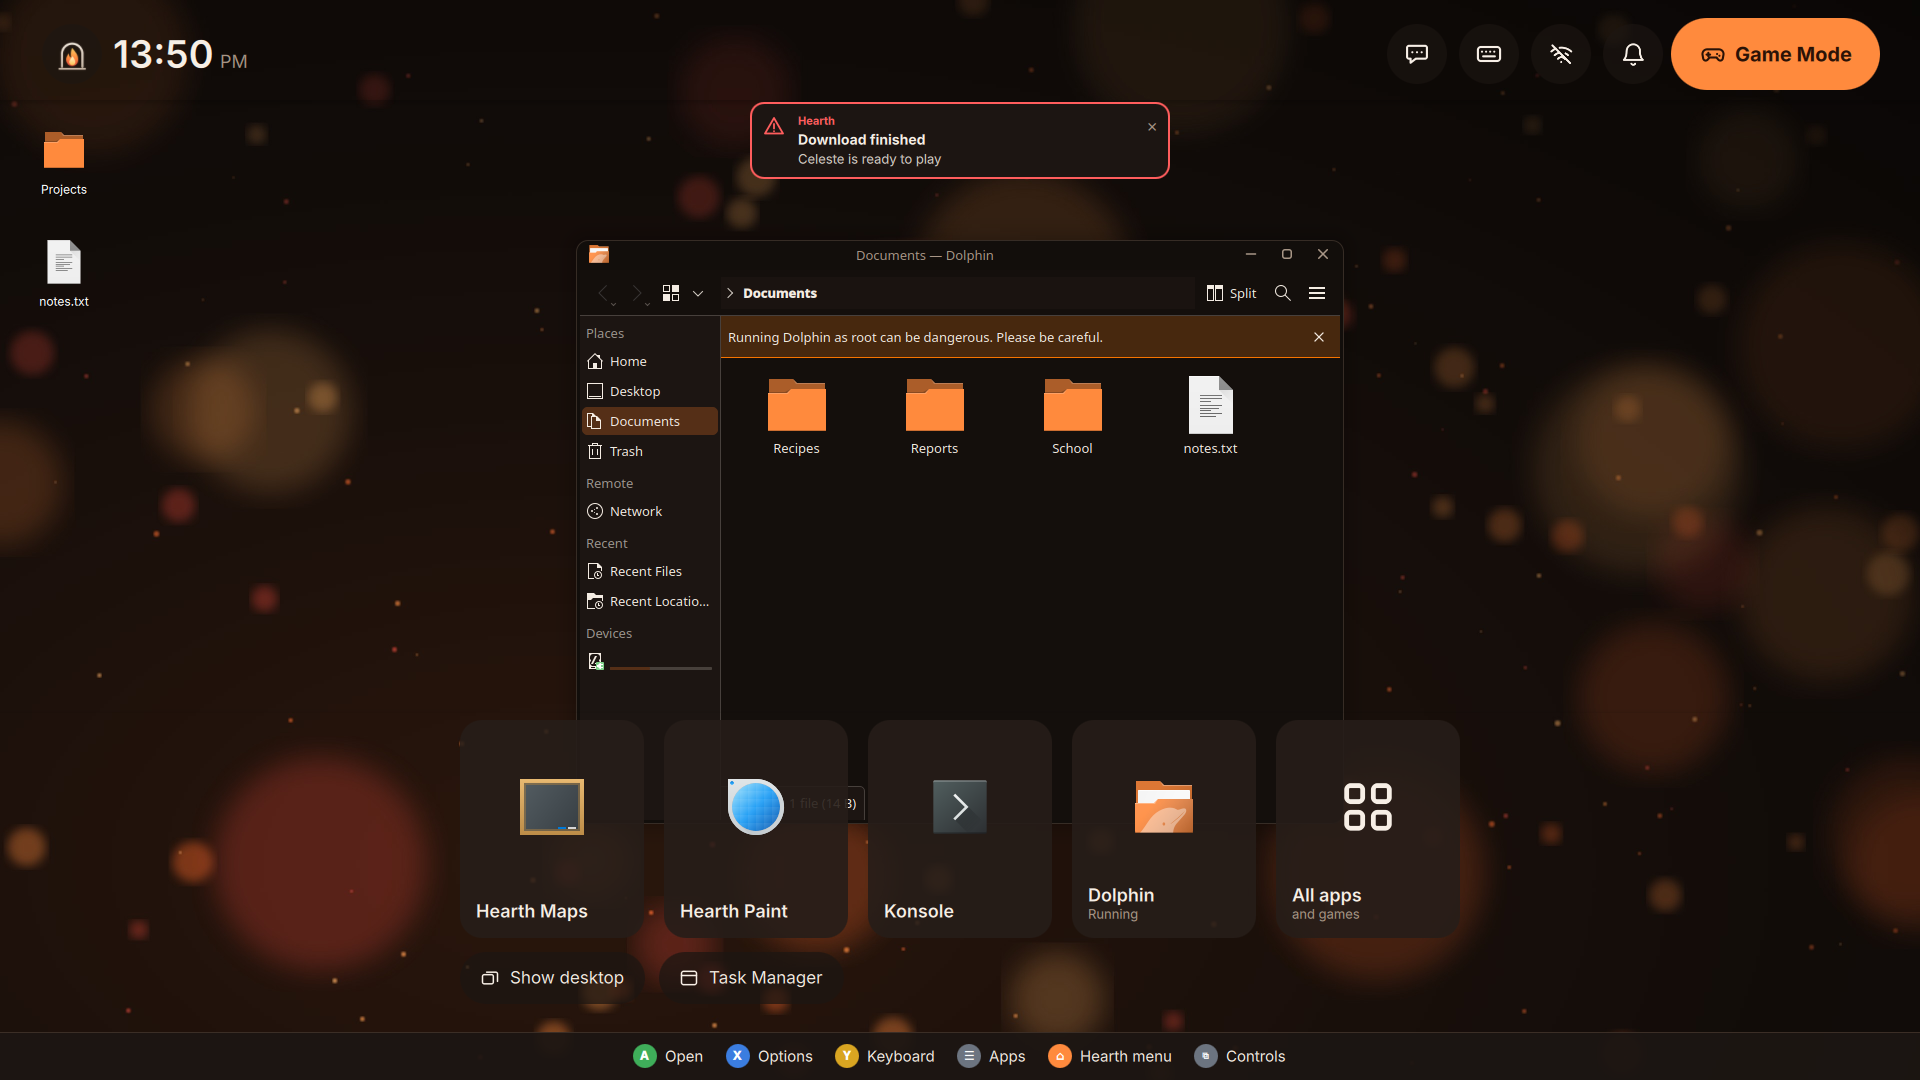 13:50 PM
Game Mode
Hearth
Download finished
Celeste is ready to play
Projects
notes.txt
Documents — Dolphin
Documents
Split
Places
Home
Desktop
Documents
Trash
Remote
Network
Recent
Recent Files
Recent Locatio...
Devices
Running Dolphin as root can be dangerous. Please be careful.
Recipes
Reports
School
notes.txt
1 file (14 B)
Hearth Maps
Hearth Paint
Konsole
Dolphin
Running
All apps
and games
Show desktop
Task Manager
A Open
X Options
Y Keyboard
Apps
Hearth menu
Controls